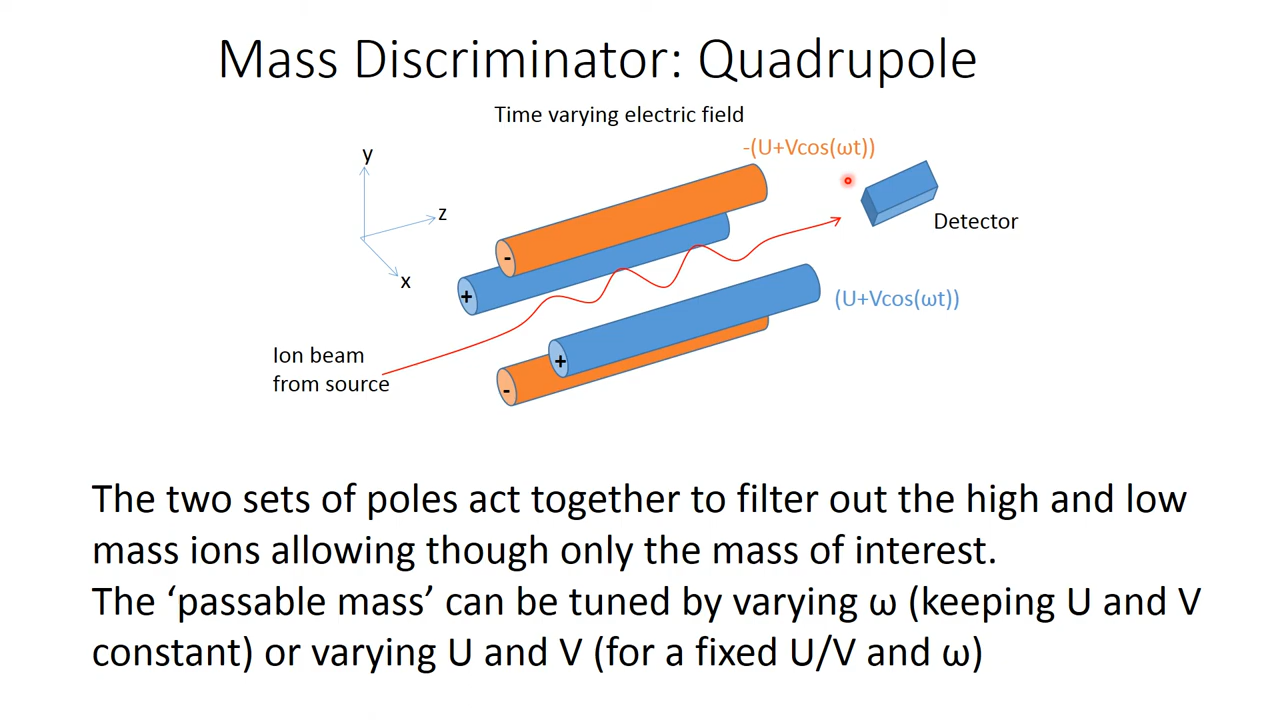 Mass Discriminator: Quadrupole
Time varying electric field
-(U+Vcos(ωt))
y
z
x
Detector
-
+
(U+Vcos(ωt))
Ion beam
from source
+
-
The two sets of poles act together to filter out the high and low
mass ions allowing though only the mass of interest.
The ‘passable mass’ can be tuned by varying ω (keeping U and V
constant) or varying U and V (for a fixed U/V and ω)